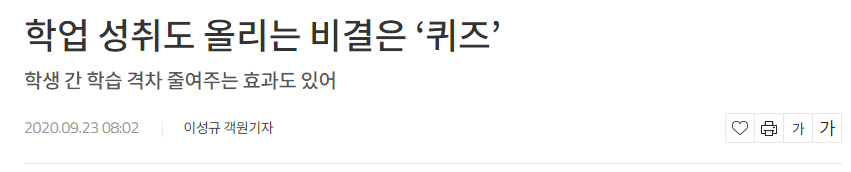 학업 성취도 올리는 비결은 ‘퀴즈’
학생 간 학습 격차 줄여주는 효과도 있어
2020.09.23 08:02 이성규 객원기자 가 가